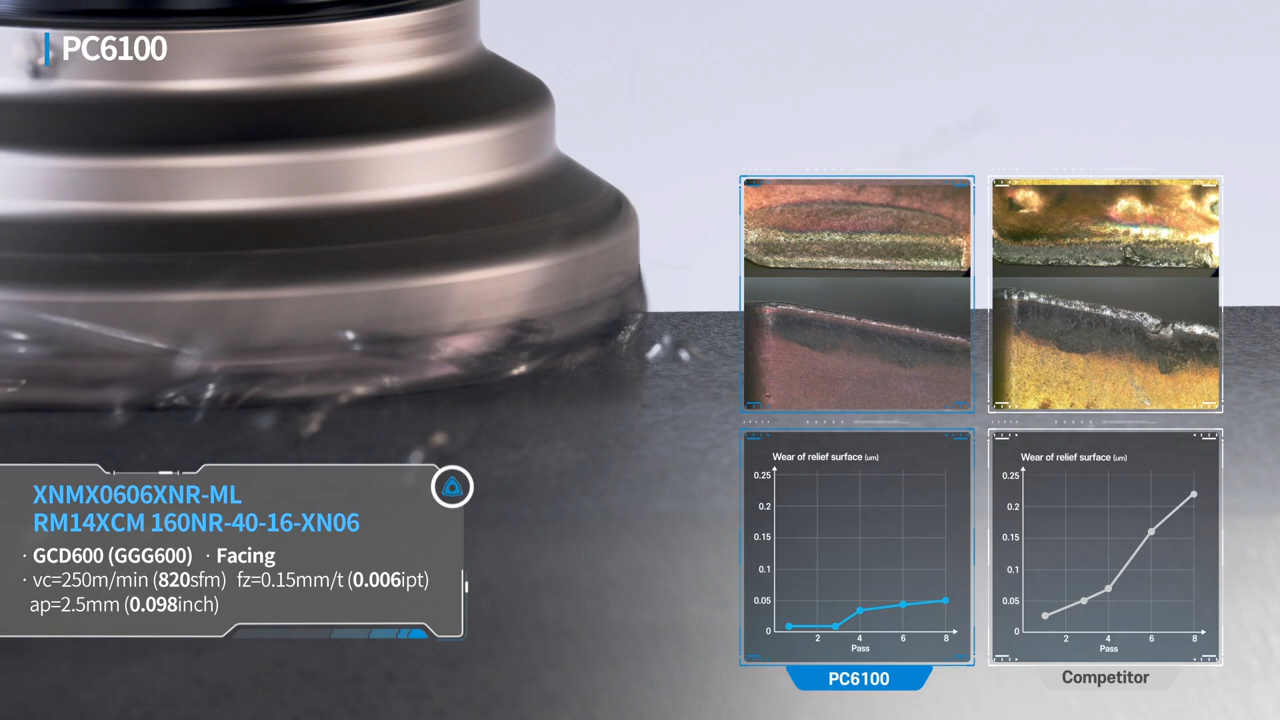 PC6100
XNMX0606XNR-ML
RM14XCM 160NR-40-16-XN06
· GCD600 (GGG600) · Facing
· vc=250m/min (820sfm) fz=0.15mm/t (0.006ipt)
ap=2.5mm (0.098inch)
Wear of relief surface (um)
0.25
0.2
0.15
0.1
0.05
0
2 4 6 8
Pass
PC6100
Wear of relief surface (um)
0.25
0.2
0.15
0.1
0.05
0
2 4 6 8
Pass
Competitor